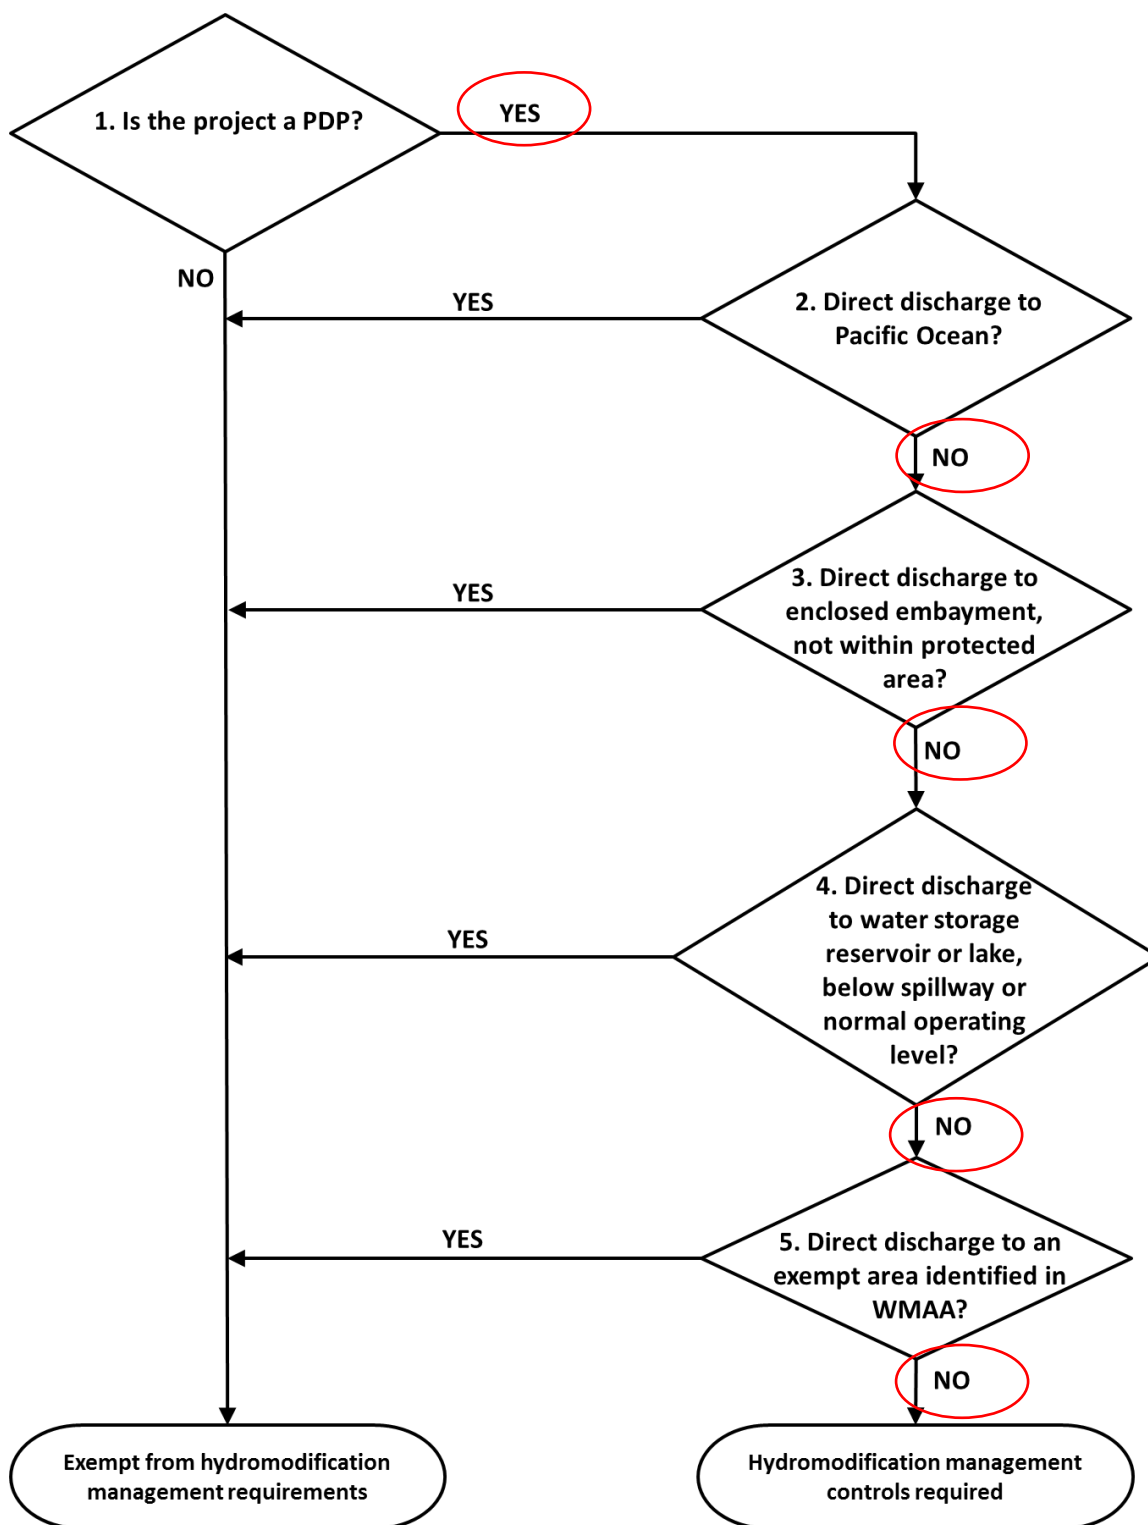 1. Is the project a PDP?
YES
NO
2. Direct discharge to
Pacific Ocean?
YES
NO
3. Direct discharge to
enclosed embayment,
not within protected
area?
YES
NO
4. Direct discharge
to water storage
reservoir or lake,
below spillway or
normal operating
level?
YES
NO
5. Direct discharge to an
exempt area identified in
WMAA?
YES
NO
Exempt from hydromodification
management requirements
Hydromodification management
controls required